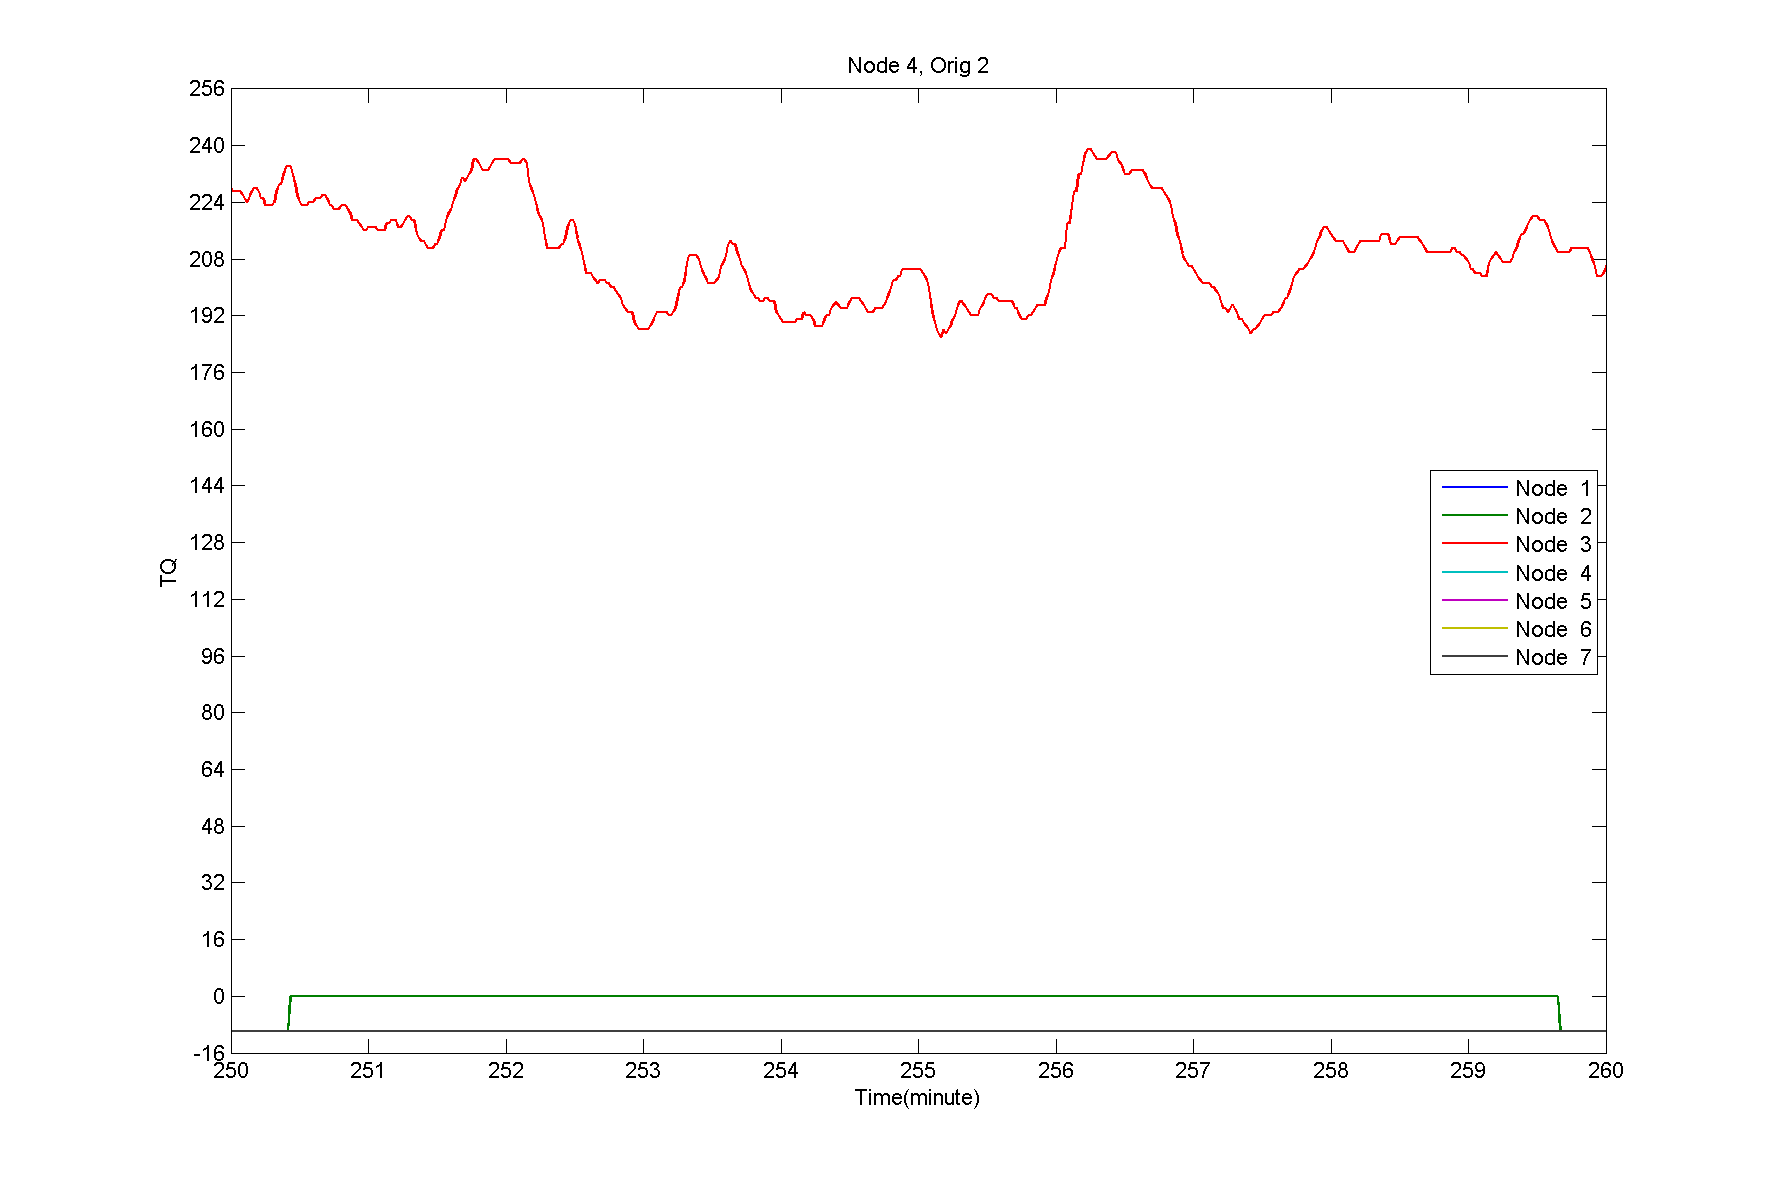 Node 4, Orig 2
256
240
224
208
192
176
160
144
128
112
96
80
64
48
32
16
0
-16
TQ
Node 1
Node 2
Node 3
Node 4
Node 5
Node 6
Node 7
250 251 252 253 254 255 256 257 258 259 260
Time(minute)